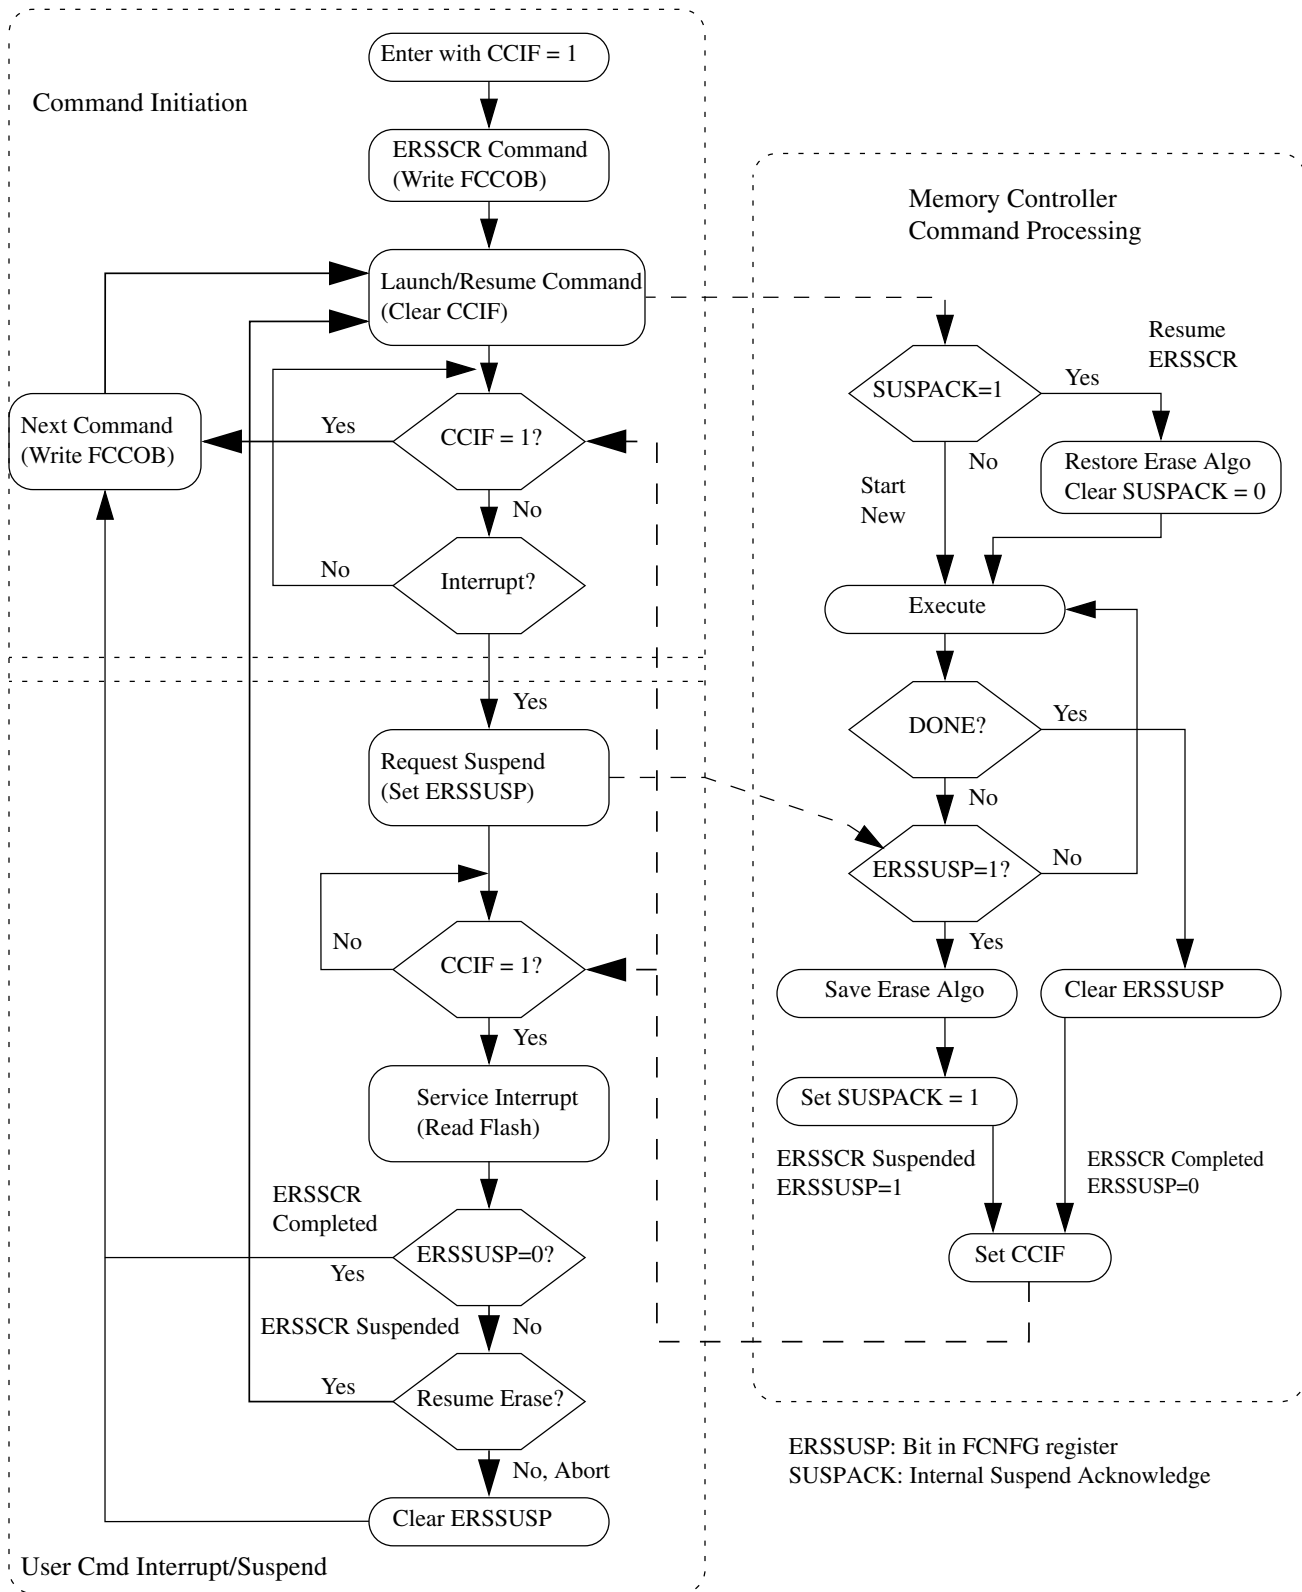 Enter with CCIF = 1
Command Initiation
ERSSCR Command
(Write FCCOB)
Launch/Resume Command
(Clear CCIF)
Next Command
(Write FCCOB)
Yes
CCIF = 1?
No
No
Interrupt?
Yes
Request Suspend
(Set ERSSUSP)
No
CCIF = 1?
Yes
Service Interrupt
(Read Flash)
ERSSCR
Completed
ERSSUSP=0?
Yes
ERSSCR Suspended
No
Yes
Resume Erase?
No, Abort
Clear ERSSUSP
User Cmd Interrupt/Suspend
Memory Controller
Command Processing
Resume
ERSSCR
SUSPACK=1
Yes
No
Restore Erase Algo
Clear SUSPACK = 0
Start
New
Execute
DONE?
Yes
No
ERSSUSP=1?
No
Yes
Save Erase Algo
Clear ERSSUSP
Set SUSPACK = 1
ERSSCR Suspended
ERSSUSP=1
ERSSCR Completed
ERSSUSP=0
Set CCIF
ERSSUSP: Bit in FCNFG register
SUSPACK: Internal Suspend Acknowledge